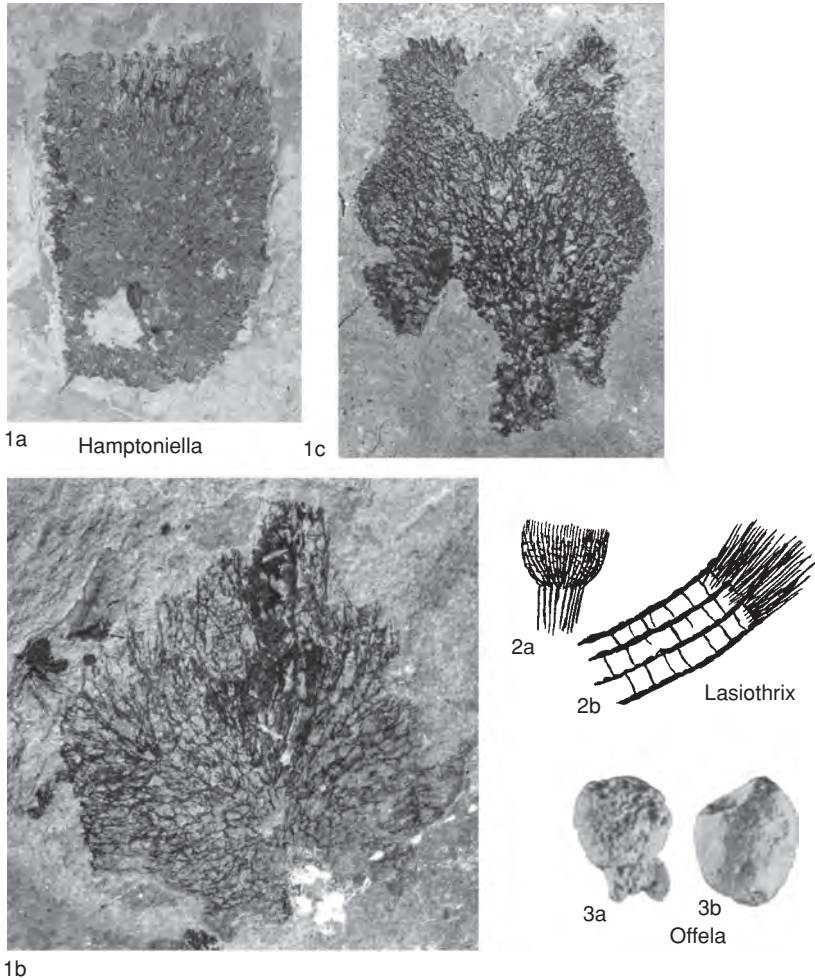 1a
Hamptoniella
1c
2a
2b
Lasiothrix
3a
3b
Offela
1b